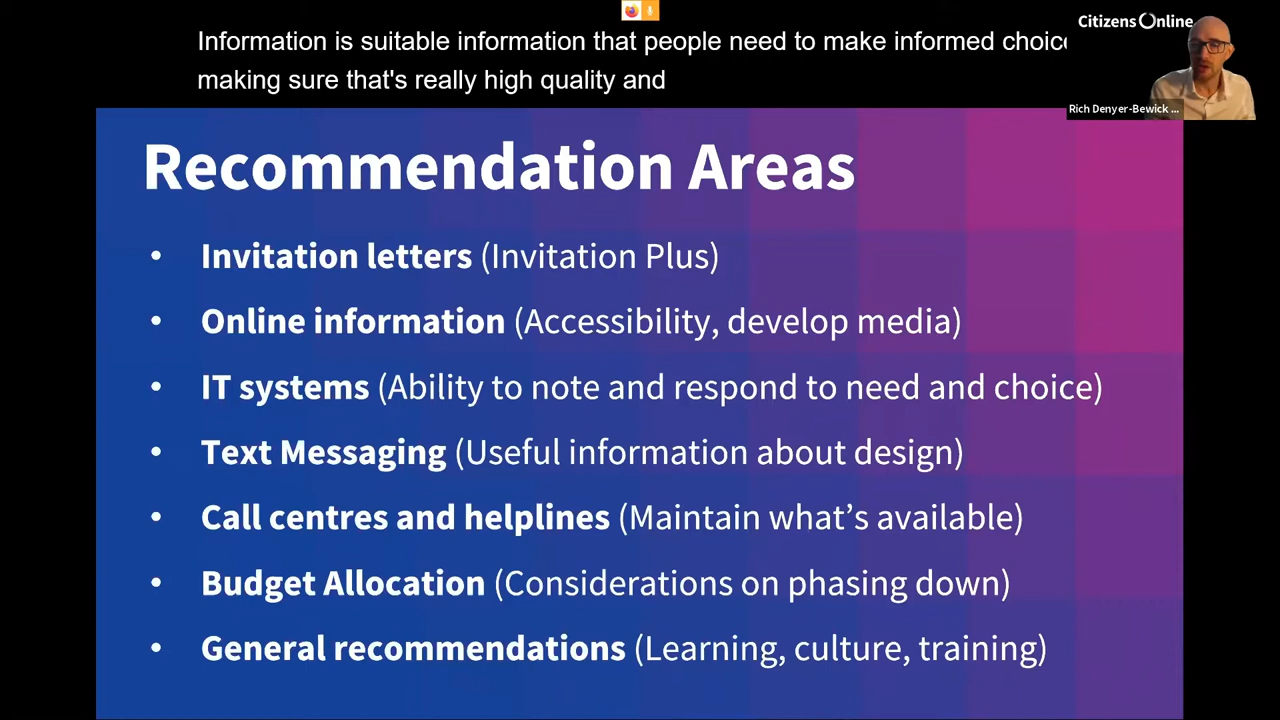 Information is suitable information that people need to make informed choic
making sure that's really high quality and
Citizens Online
Rich Denyer-Bewick ...
Recommendation Areas
• Invitation letters (Invitation Plus)
• Online information (Accessibility, develop media)
• IT systems (Ability to note and respond to need and choice)
• Text Messaging (Useful information about design)
• Call centres and helplines (Maintain what’s available)
• Budget Allocation (Considerations on phasing down)
• General recommendations (Learning, culture, training)